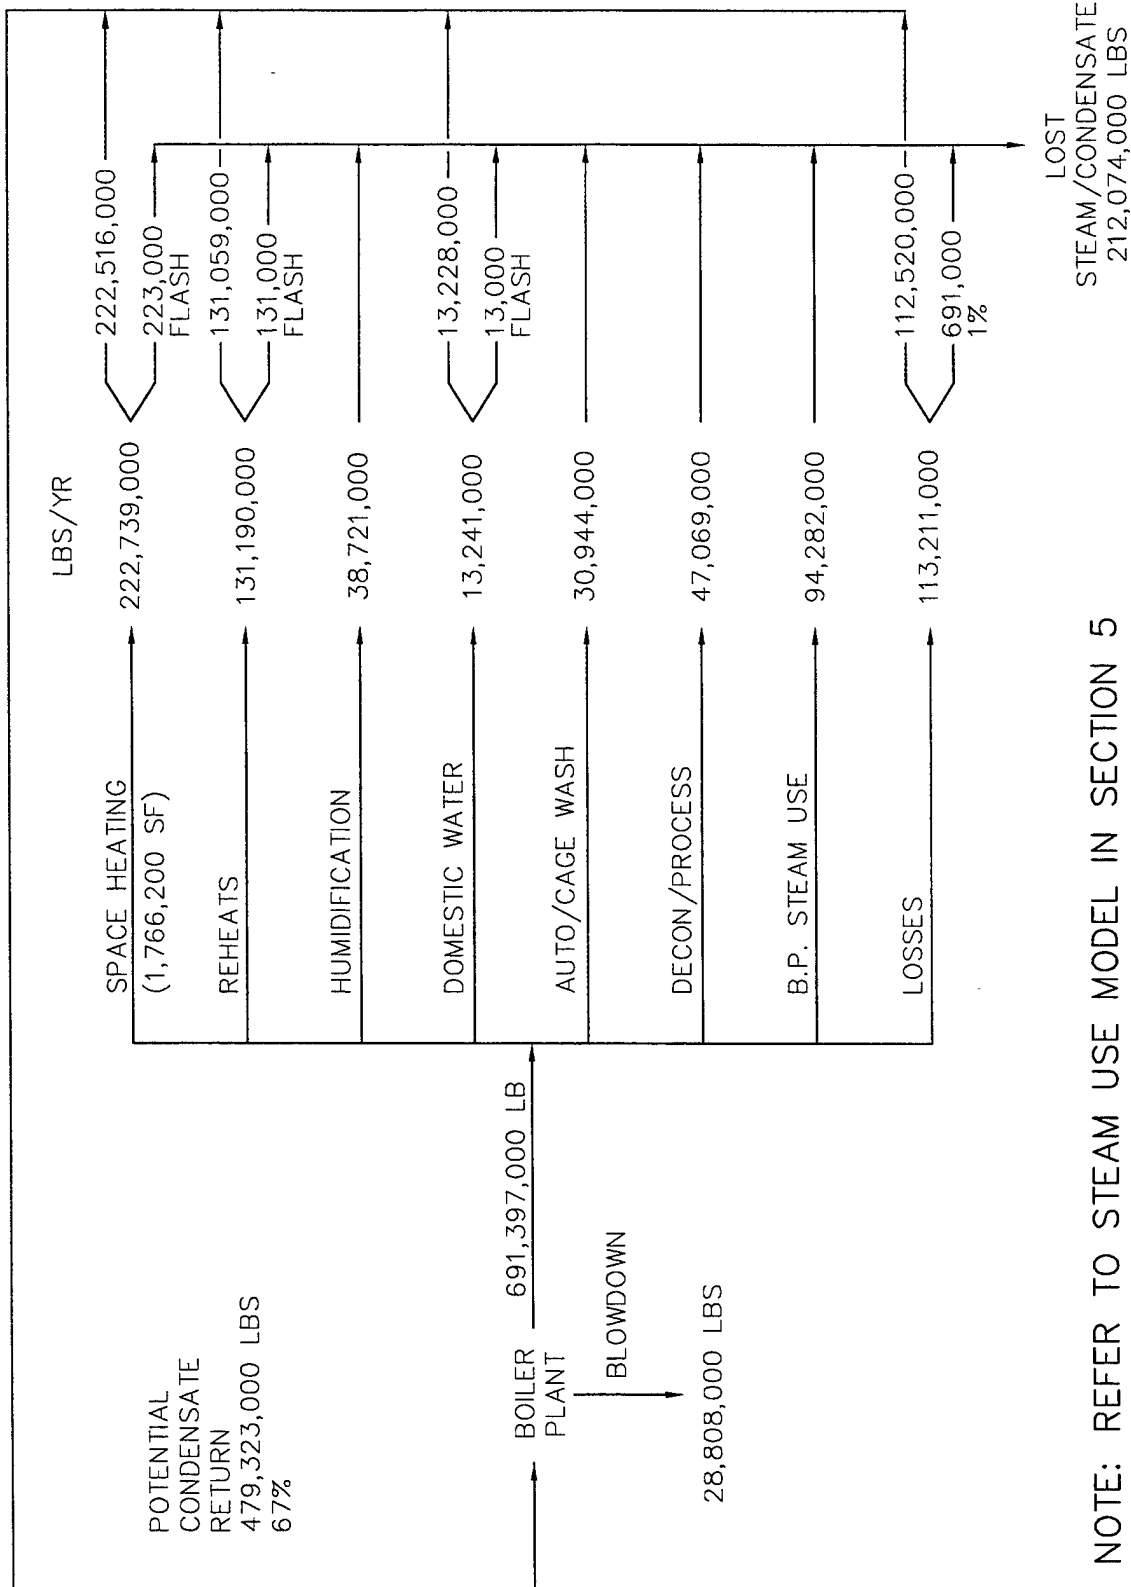 POTENTIAL
CONDENSATE
RETURN
479,323,000 LBS
67%
BOILER
PLANT
691,397,000 LB
BLOWDOWN
28,808,000 LBS
LBS/YR
SPACE HEATING
(1,766,200 SF)
222,739,000
222,516,000
223,000
FLASH
REHEATS
131,190,000
131,059,000
131,000
FLASH
HUMIDIFICATION
38,721,000
DOMESTIC WATER
13,241,000
13,228,000
13,000
FLASH
AUTO/CAGE WASH
30,944,000
DECON/PROCESS
47,069,000
B.P. STEAM USE
94,282,000
LOSSES
113,211,000
112,520,000
691,000
1%
LOST
STEAM/CONDENSATE
212,074,000 LBS
NOTE: REFER TO STEAM USE MODEL IN SECTION 5